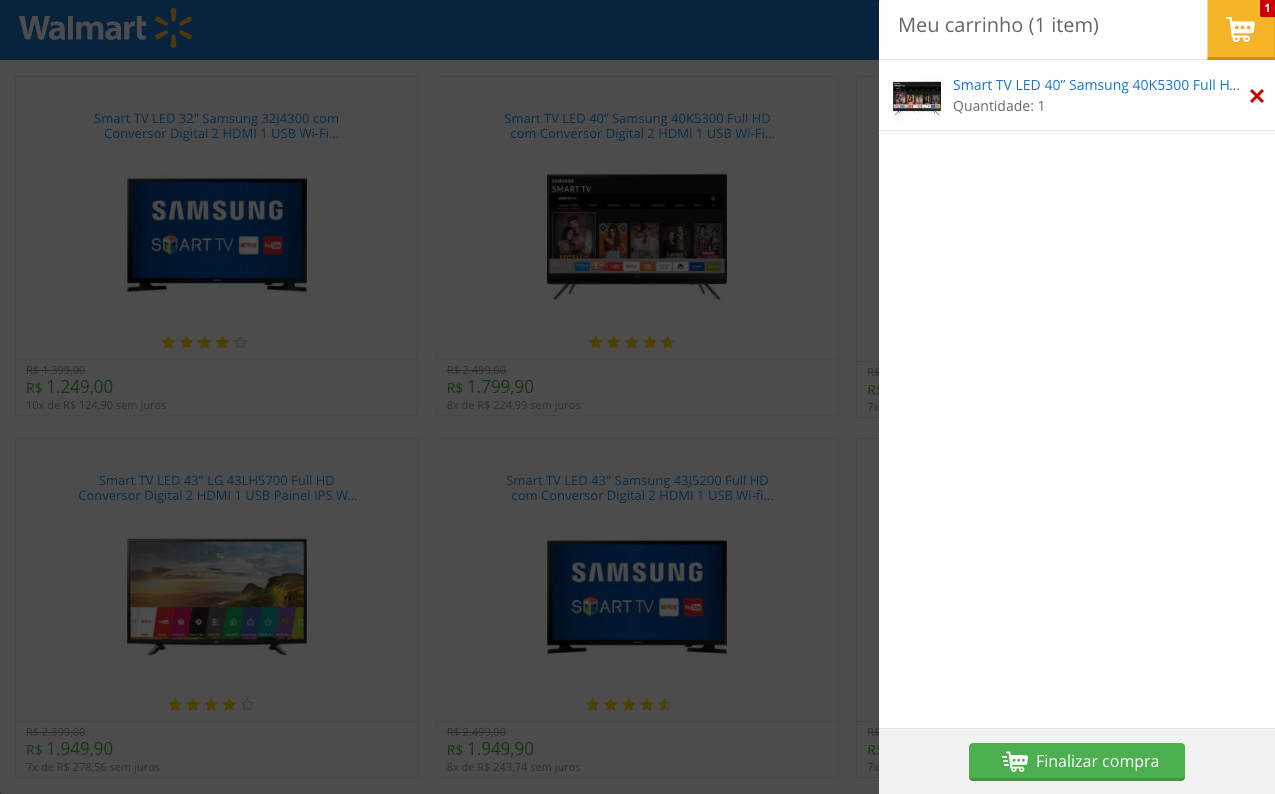 Walmart
Meu carrinho (1 item)
1
Smart TV LED 40” Samsung 40K5300 Full H...
Quantidade: 1
Smart TV LED 32" Samsung 32J4300 com
Conversor Digital 2 HDMI 1 USB Wi-Fi...
SAMSUNG
SMART TV
R$ 1.399,00
R$ 1.249,00
10x de R$ 124,90 sem juros
Smart TV LED 40” Samsung 40K5300 Full HD
com Conversor Digital 2 HDMI 1 USB Wi-Fi...
SAMSUNG
SMART TV
R$ 2.499,00
R$ 1.799,90
8x de R$ 224,99 sem juros
R$
R
7x
Smart TV LED 43" LG 43LH5700 Full HD
Conversor Digital 2 HDMI 1 USB Painel IPS W...
R$ 2.399,00
R$ 1.949,90
7x de R$ 278,56 sem juros
Smart TV LED 43" Samsung 43J5200 Full HD
com Conversor Digital 2 HDMI 1 USB Wi-fi...
SAMSUNG
SMART TV
R$ 2.499,00
R$ 1.949,90
8x de R$ 243,74 sem juros
R$
R
7x
Finalizar compra